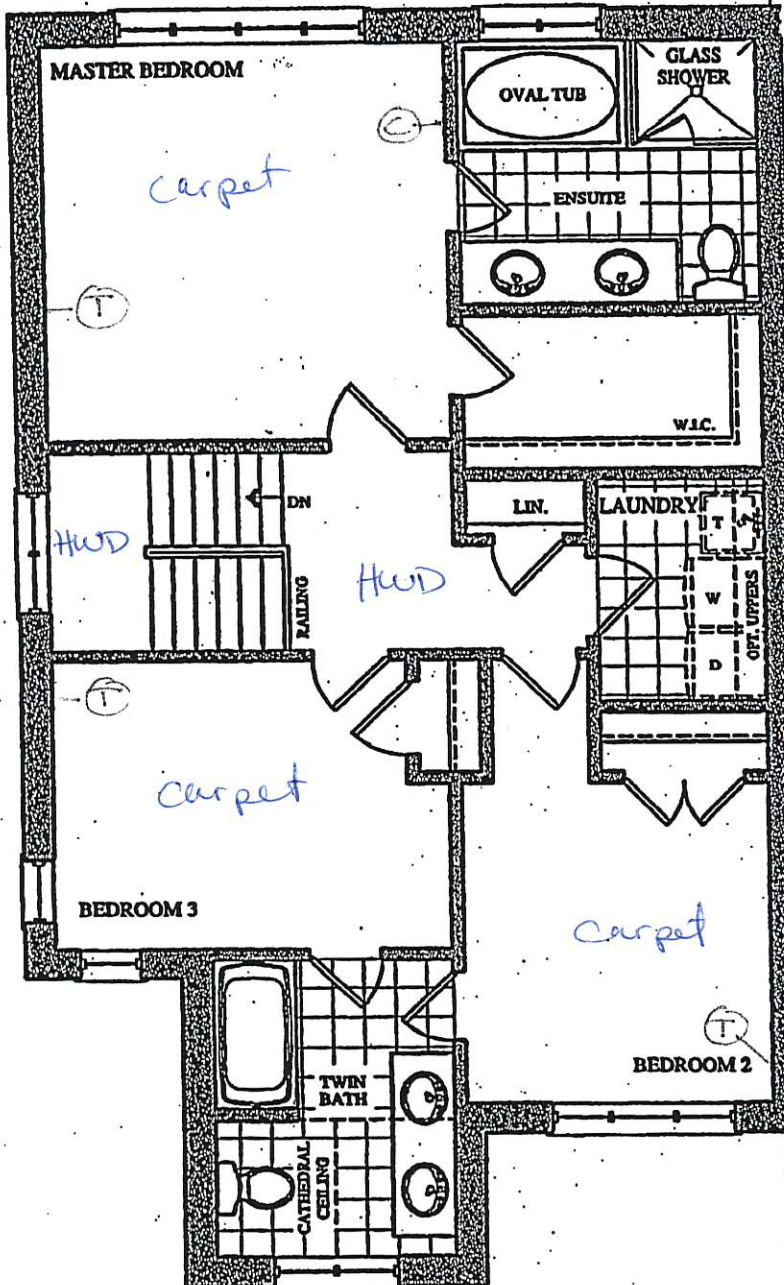 MASTER BEDROOM
OVAL TUB
GLASS
SHOWER
C
carpet
ENSUITE
T
W.I.C.
DN
LIN.
LAUNDRY
T
HWD
HWD
RAILING
W
OPT. UPPERS
D
T
carpet
BEDROOM 3
carpet
T
BEDROOM 2
TWIN
BATH
CATHEDRAL
CEILING